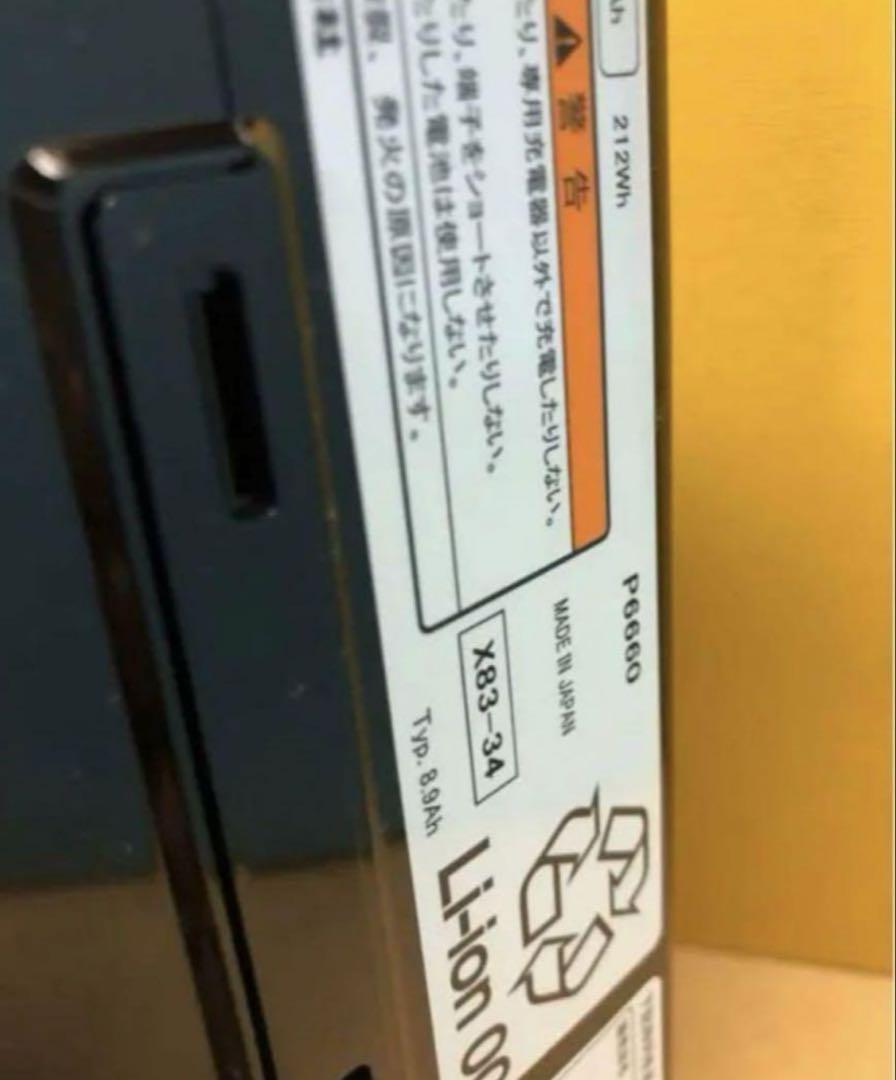 Ah
212Wh
P6660
警告
たり、専用充電器以外で充電したりしない。
たり、端子をショートさせたりしない。
たりした電池は使用しない。
発火の原因になります。
MADE IN JAPAN
X83-34
Typ. 8.9Ah
Li-ion 00